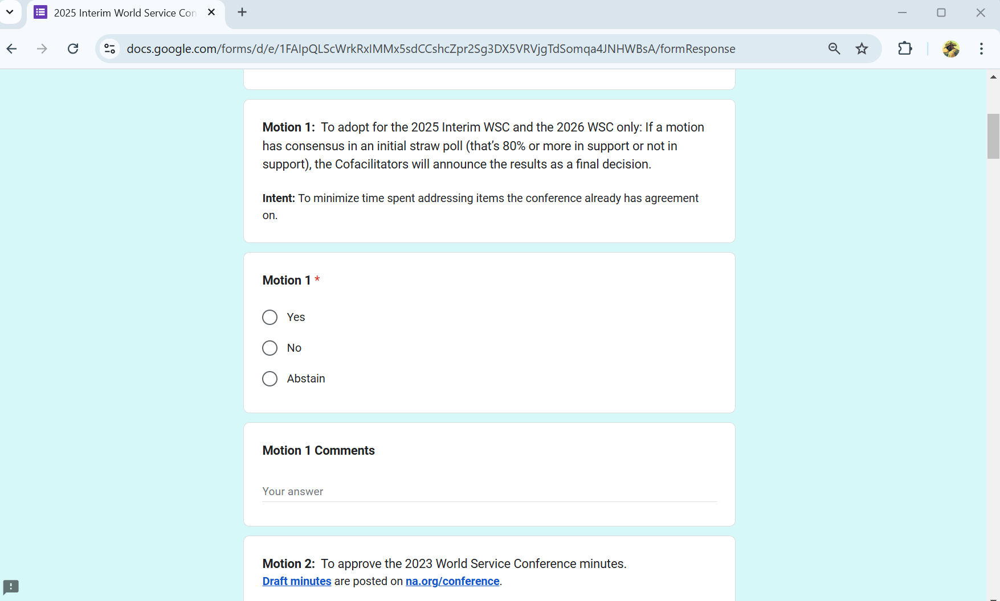 2025 Interim World Service Con
docs.google.com/forms/d/e/1FAIpQLScWrkRxIMMx5sdCCshcZpr2Sg3DX5VRVjgTdSomqa4JNHWBsA/formResponse
Motion 1: To adopt for the 2025 Interim WSC and the 2026 WSC only: If a motion
has consensus in an initial straw poll (that’s 80% or more in support or not in
support), the Cofacilitators will announce the results as a final decision.
Intent: To minimize time spent addressing items the conference already has agreement
on.
Motion 1 *
Yes
No
Abstain
Motion 1 Comments
Your answer
Motion 2: To approve the 2023 World Service Conference minutes.
Draft minutes are posted on na.org/conference.